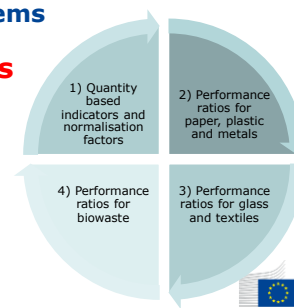 ems
s
1) Quantity
based
indicators and
normalisation
factors
2) Performance
ratios for
paper, plastic
and metals
4) Performance
ratios for
biowaste
3) Performance
ratios for glass
and textiles